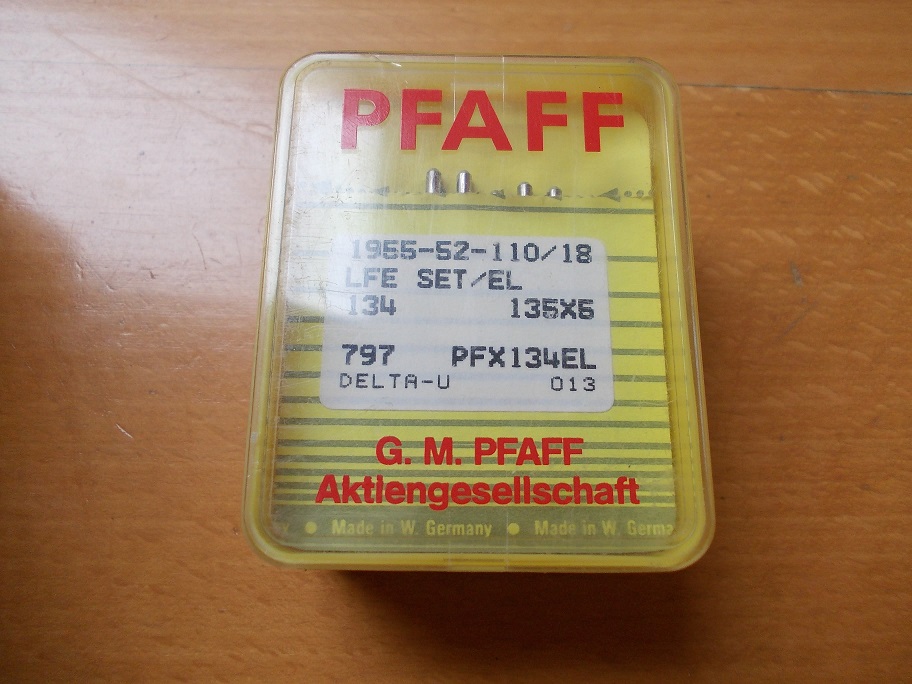 PFAFF
1955-52-110/18
LFE SET/EL
134 135X5
797 PFX134EL
DELTA-U 013
G. M. PFAFF
Aktiengesellschaft
y • Made in W. Germany • Made in W. Germa